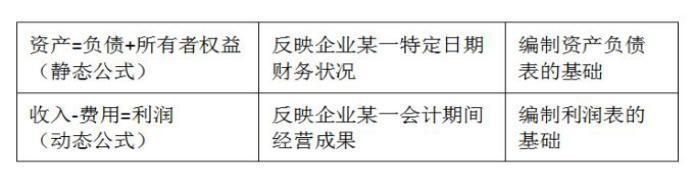 资产=负债+所有者权益
（静态公式）
反映企业某一特定日期
财务状况
编制资产负债
表的基础
收入-费用=利润
（动态公式）
反映企业某一会计期间
经营成果
编制利润表的
基础